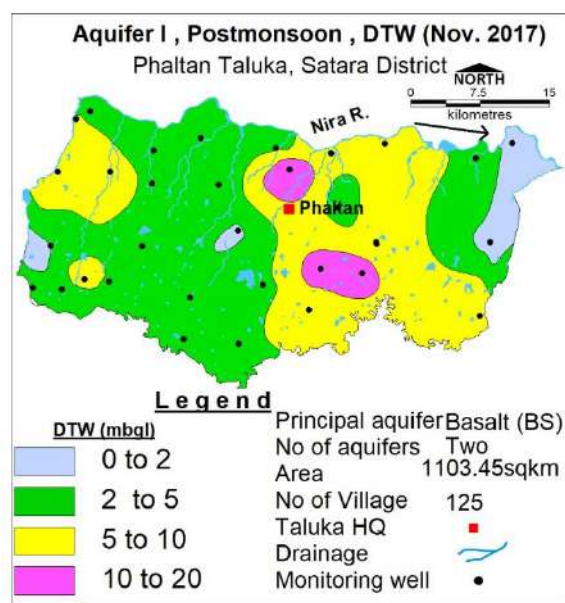 Aquifer I , Postmonsoon , DTW (Nov. 2017)
Phaltan Taluka, Satara District
NORTH
0 7.5 15
kilometres
Nira R.
Phaltan
Legend
DTW (mbgl)
0 to 2
2 to 5
5 to 10
10 to 20
Principal aquifer Basalt (BS)
No of aquifers Two
Area 1103.45sqkm
No of Village 125
Taluka HQ
Drainage
Monitoring well